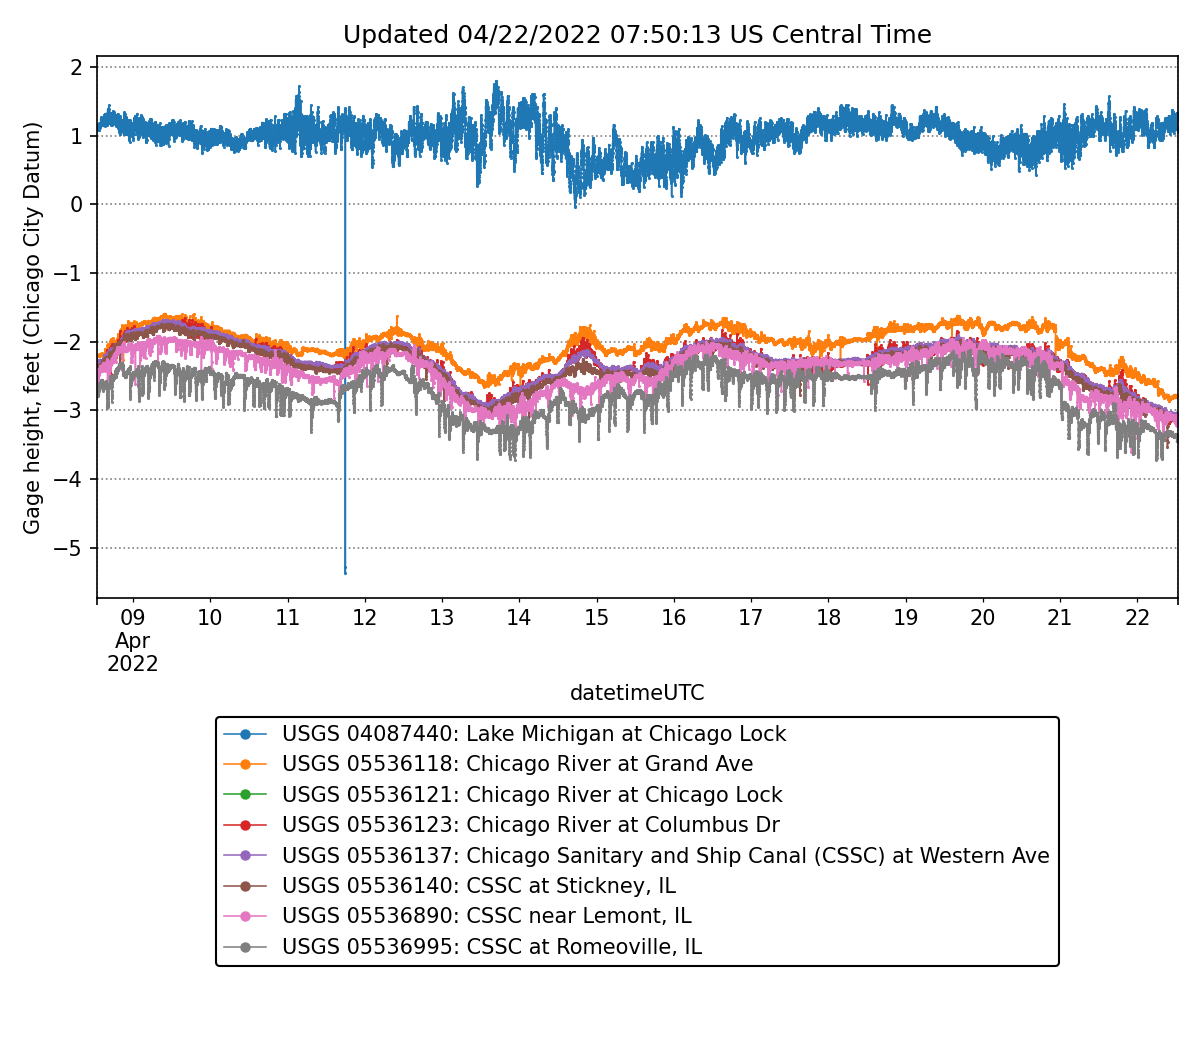 Updated 04/22/2022 07:50:13 US Central Time
Gage height, feet (Chicago City Datum)
2
1
0
−1
−2
−3
−4
−5
09 10 11 12 13 14 15 16 17 18 19 20 21 22
Apr
2022
datetimeUTC
USGS 04087440: Lake Michigan at Chicago Lock
USGS 05536118: Chicago River at Grand Ave
USGS 05536121: Chicago River at Chicago Lock
USGS 05536123: Chicago River at Columbus Dr
USGS 05536137: Chicago Sanitary and Ship Canal (CSSC) at Western Ave
USGS 05536140: CSSC at Stickney, IL
USGS 05536890: CSSC near Lemont, IL
USGS 05536995: CSSC at Romeoville, IL